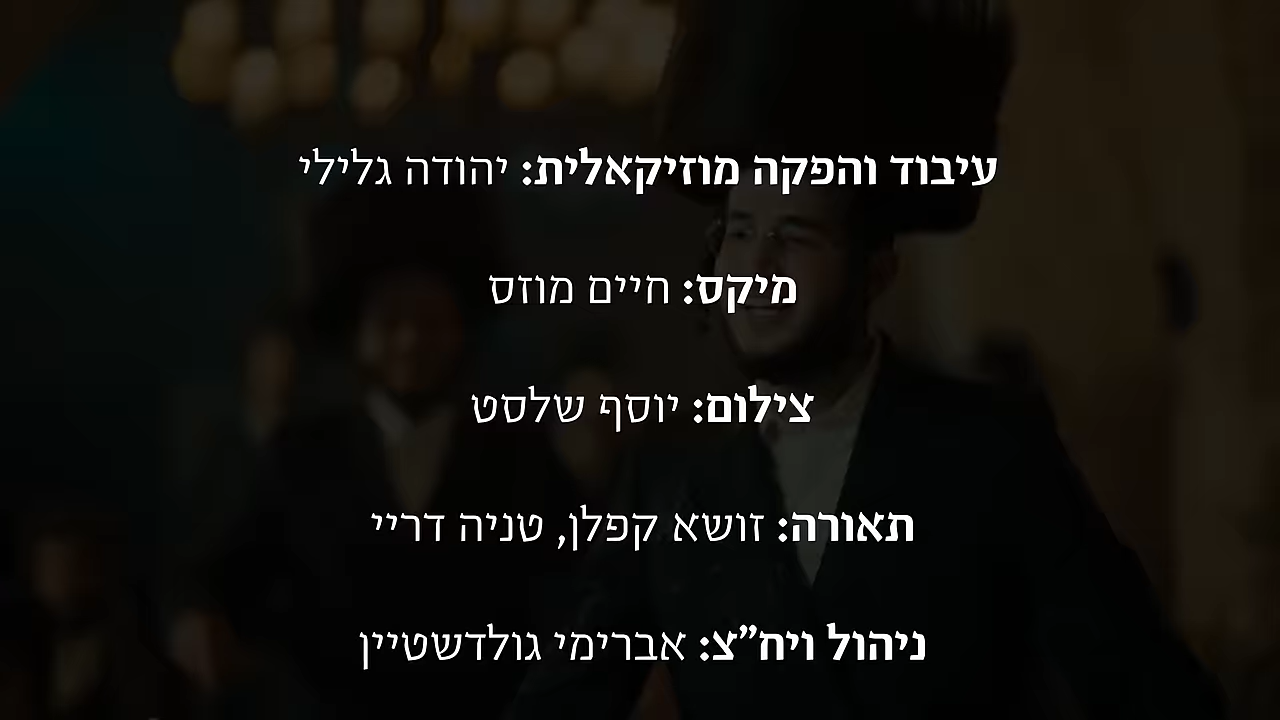 עיבוד והפקה מוזיקאלית: יהודה גלילי
מיקס: חיים מוזס
צילום: יוסף שלסט
תאורה: זושא קפלן, טניה דריי
ניהול ויח"צ: אברימי גולדשטיין